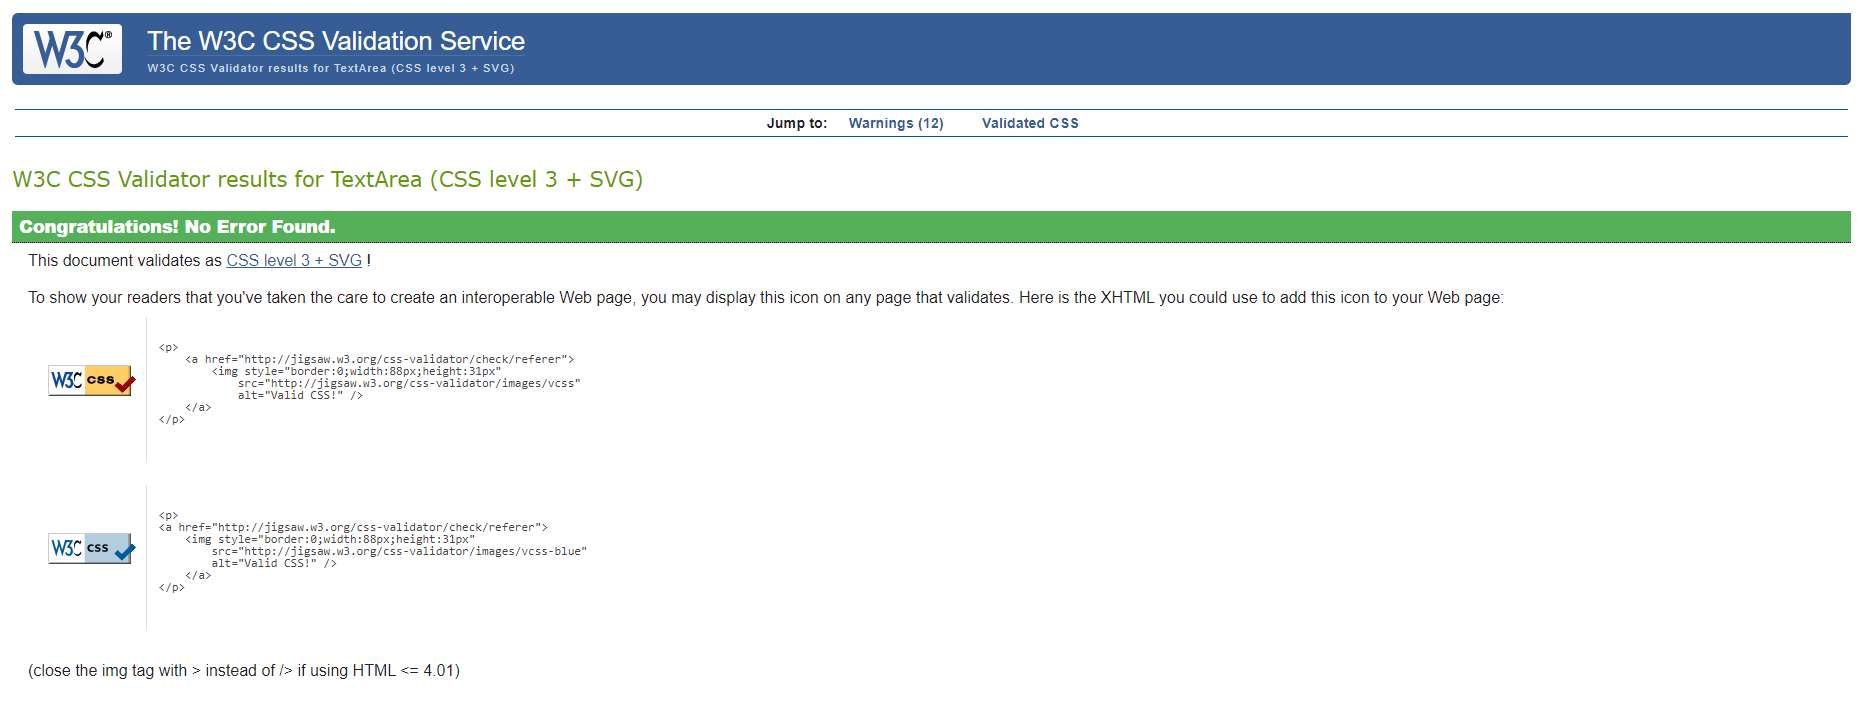 W3C®
The W3C CSS Validation Service
W3C CSS Validator results for TextArea (CSS level 3 + SVG)
Jump to: Warnings (12) Validated CSS
W3C CSS Validator results for TextArea (CSS level 3 + SVG)
Congratulations! No Error Found.
This document validates as CSS level 3 + SVG !
To show your readers that you've taken the care to create an interoperable Web page, you may display this icon on any page that validates. Here is the XHTML you could use to add this icon to your Web page:
W3C css
<p>
<a href="http://jigsaw.w3.org/css-validator/check/referer">
<img style="border:0;width:88px;height:31px"
src="http://jigsaw.w3.org/css-validator/images/vcss"
alt="Valid CSS!" />
</a>
</p>
W3C css
<p>
<a href="http://jigsaw.w3.org/css-validator/check/referer">
<img style="border:0;width:88px;height:31px"
src="http://jigsaw.w3.org/css-validator/images/vcss-blue"
alt="Valid CSS!" />
</a>
</p>
(close the img tag with > instead of /> if using HTML <= 4.01)